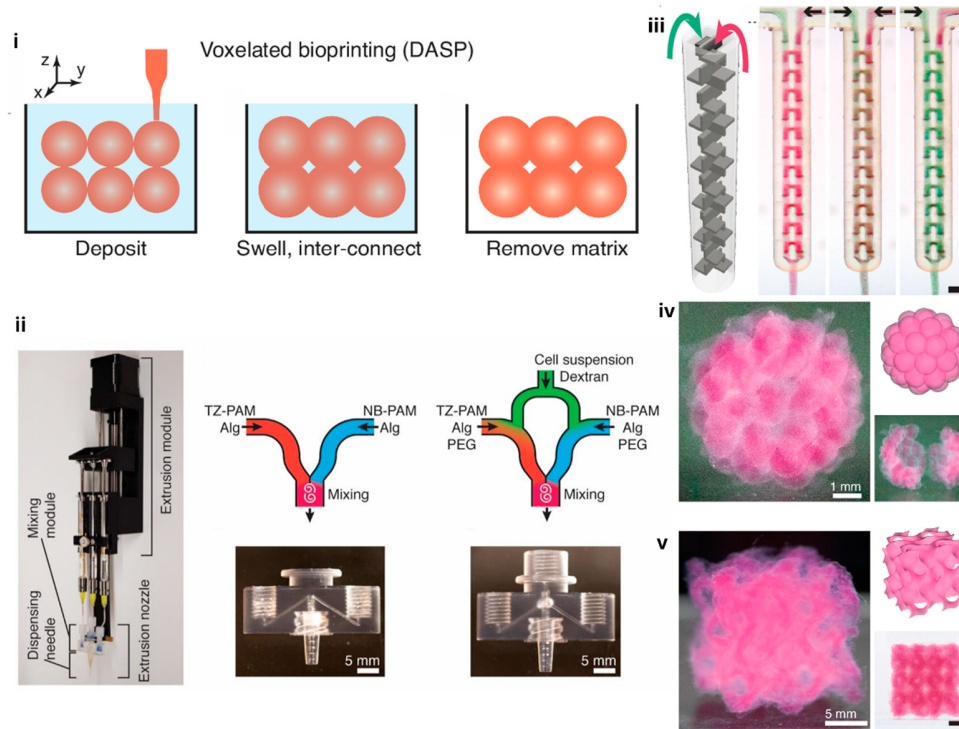 i
Voxelated bioprinting (DASP)
z
y
x
Deposit
Swell, inter-connect
Remove matrix
ii
Dispensing needle
Mixing module
Extrusion module
Extrusion nozzle
TZ-PAM
Alg
NB-PAM
Alg
Mixing
Cell suspension
Dextran
TZ-PAM
Alg
PEG
NB-PAM
Alg
PEG
Mixing
5 mm
5 mm
iii
iv
1 mm
v
5 mm